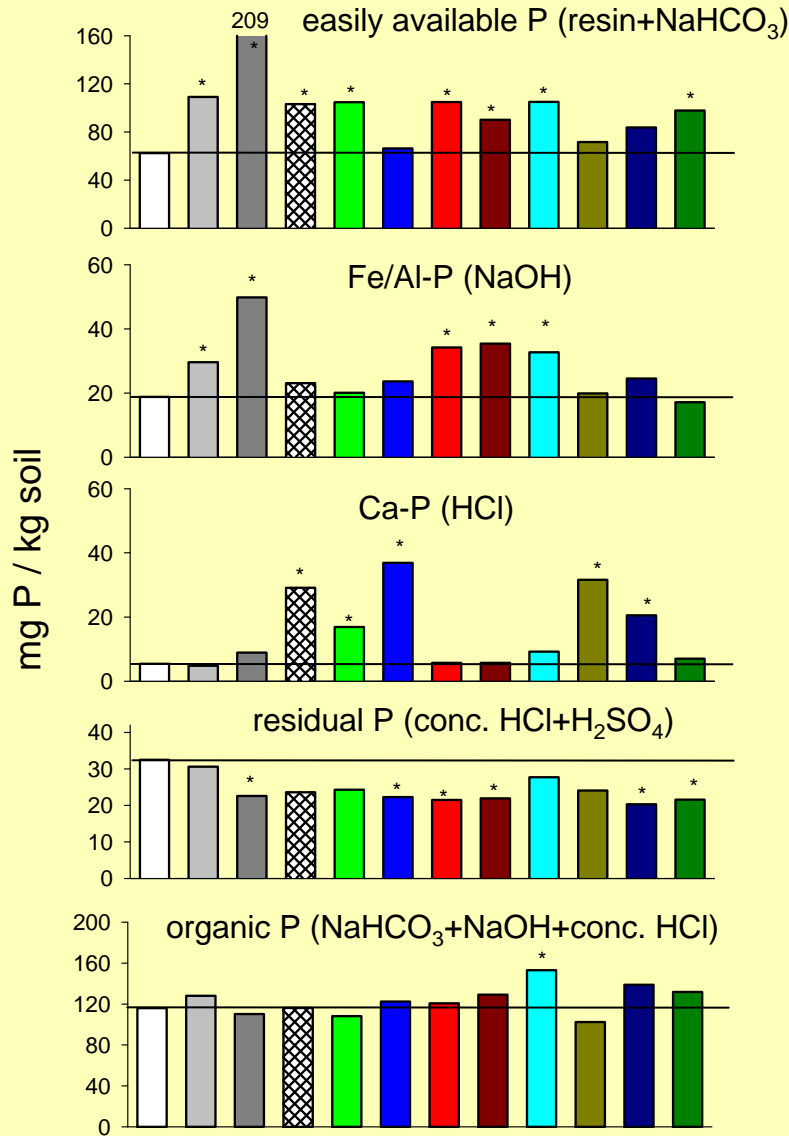 209
easily available P (resin+NaHCO₃)
160
120
80
40
0
* * * * * * * * *
Fe/Al-P (NaOH)
60
40
20
0
* * * * *
Ca-P (HCl)
60
40
20
0
* * * * *
mg P / kg soil
residual P (conc. HCl+H₂SO₄)
40
30
20
10
0
* * * * * *
organic P (NaHCO₃+NaOH+conc. HCl)
200
160
120
80
40
0
*